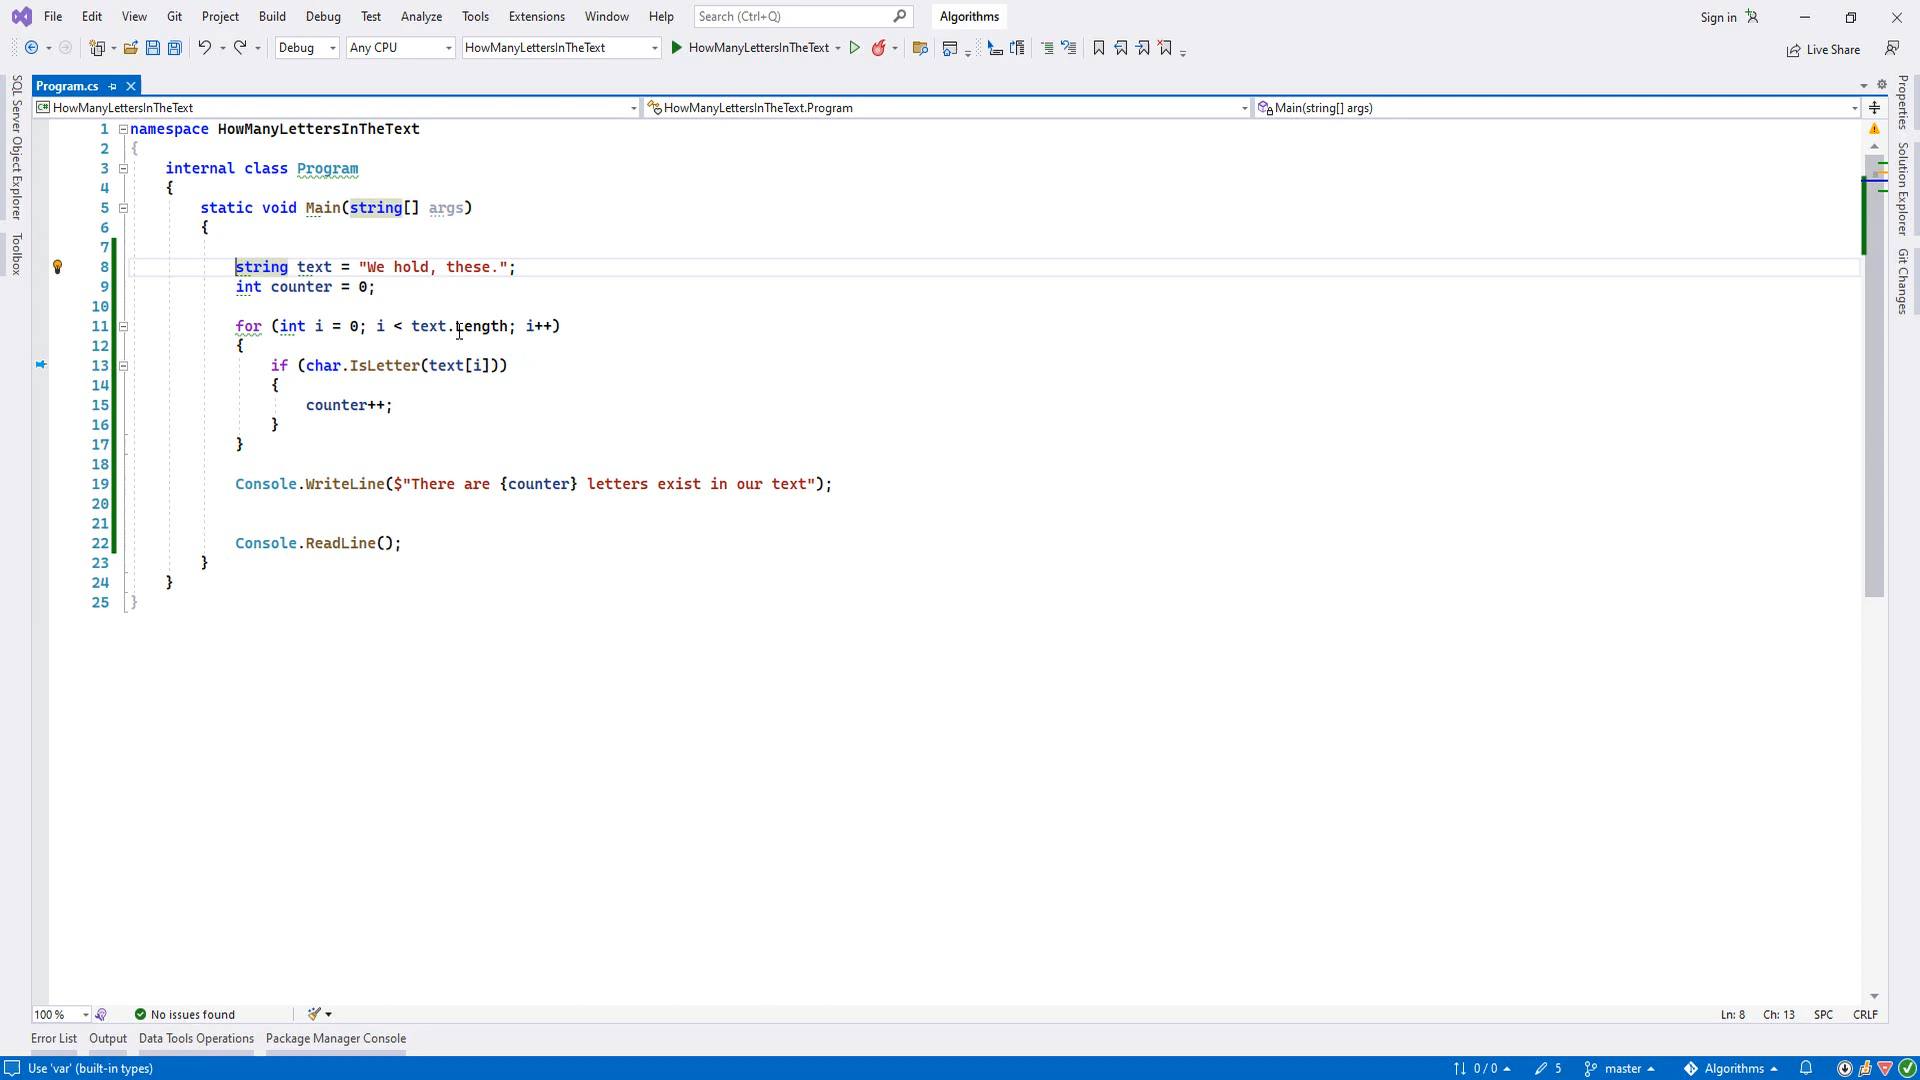 File Edit View Git Project Build Debug Test Analyze Tools Extensions Window Help Search (Ctrl+Q) Algorithms Sign in
Debug Any CPU HowManyLettersInTheText HowManyLettersInTheText Live Share
Program.cs
HowManyLettersInTheText HowManyLettersInTheText.Program Main(string[] args)
SQL Server Object Explorer
Toolbox
1 namespace HowManyLettersInTheText
2 {
3 internal class Program
4 {
5 static void Main(string[] args)
6 {
7
8 string text = "We hold, these.";
9 int counter = 0;
10
11 for (int i = 0; i < text.Length; i++)
12 {
13 if (char.IsLetter(text[i]))
14 {
15 counter++;
16 }
17 }
18
19 Console.WriteLine($"There are {counter} letters exist in our text");
20
21
22 Console.ReadLine();
23 }
24 }
25 }
Properties
Solution Explorer
Git Changes
100 % No issues found Ln: 8 Ch: 13 SPC CRLF
Error List Output Data Tools Operations Package Manager Console
Use 'var' (built-in types) 0 / 0 5 master Algorithms